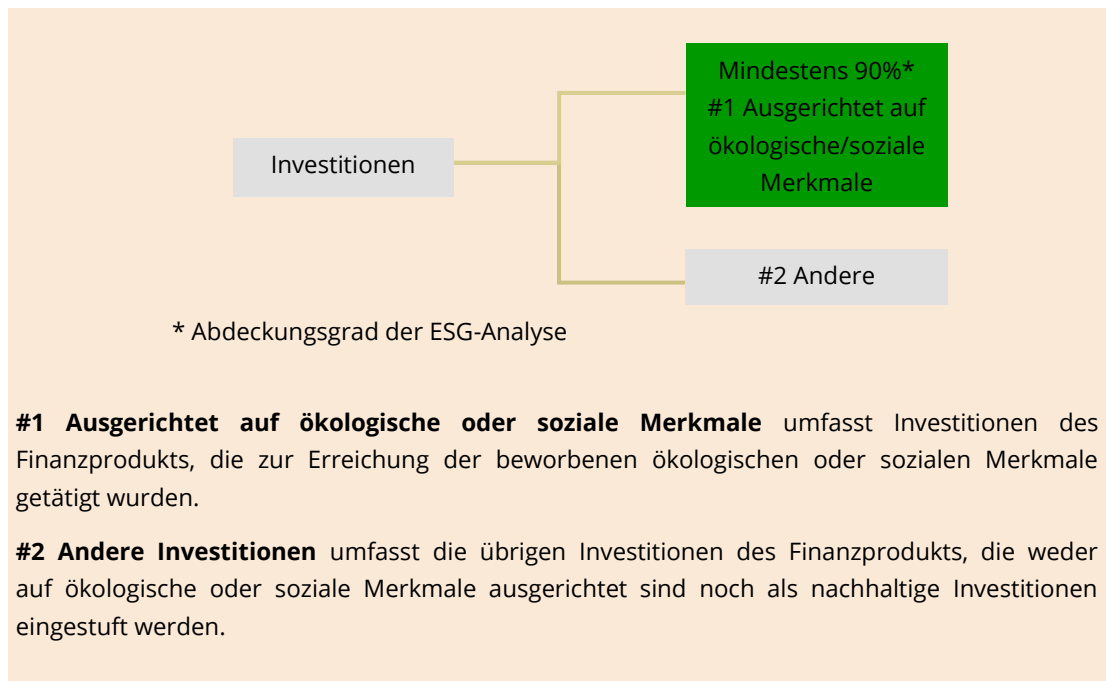 Mindestens 90%*
#1 Ausgerichtet auf
ökologische/soziale
Merkmale
Investitionen
#2 Andere
* Abdeckungsgrad der ESG-Analyse
#1 Ausgerichtet auf ökologische oder soziale Merkmale umfasst Investitionen des
Finanzprodukts, die zur Erreichung der beworbenen ökologischen oder sozialen Merkmale
getätigt wurden.
#2 Andere Investitionen umfasst die übrigen Investitionen des Finanzprodukts, die weder
auf ökologische oder soziale Merkmale ausgerichtet sind noch als nachhaltige Investitionen
eingestuft werden.